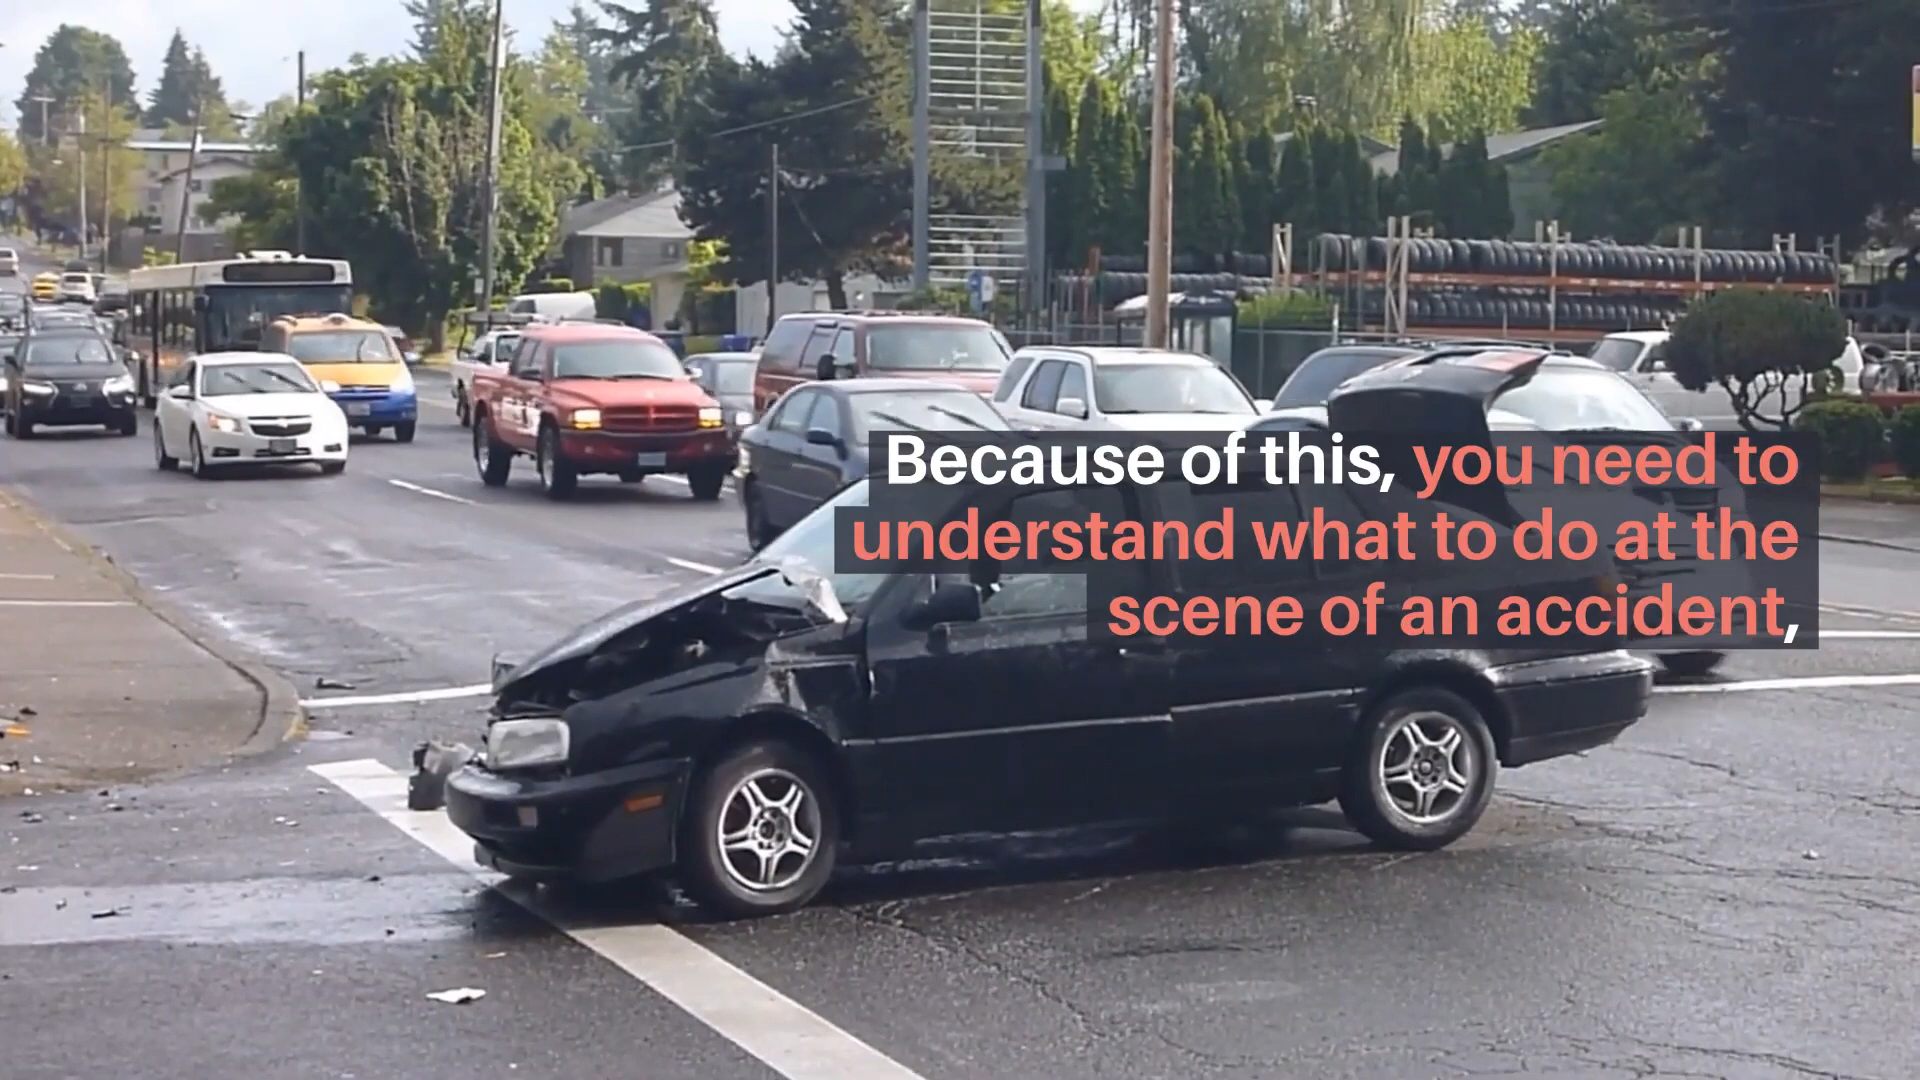 Because of this, you need to
understand what to do at the
scene of an accident,